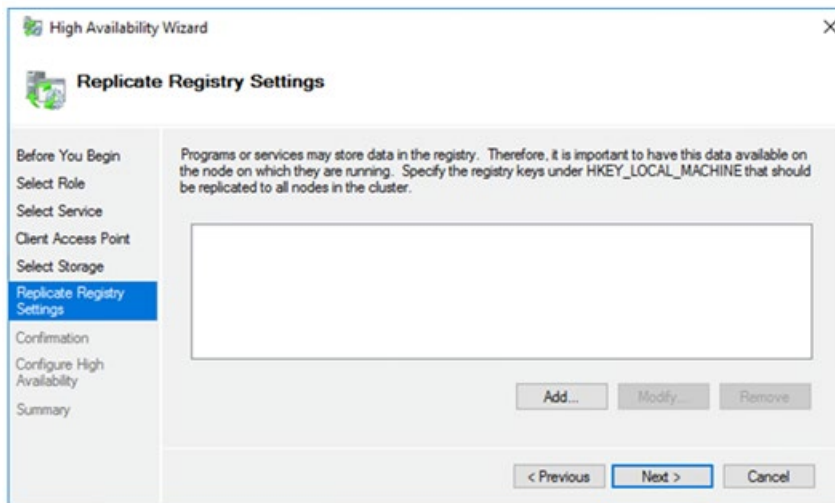 High Availability Wizard
Replicate Registry Settings
Before You Begin
Select Role
Select Service
Client Access Point
Select Storage
Replicate Registry
Settings
Confirmation
Configure High
Availability
Summary
Programs or services may store data in the registry. Therefore, it is important to have this data available on
the node on which they are running. Specify the registry keys under HKEY_LOCAL_MACHINE that should
be replicated to all nodes in the cluster.
Add...
Modify...
Remove
< Previous
Next >
Cancel